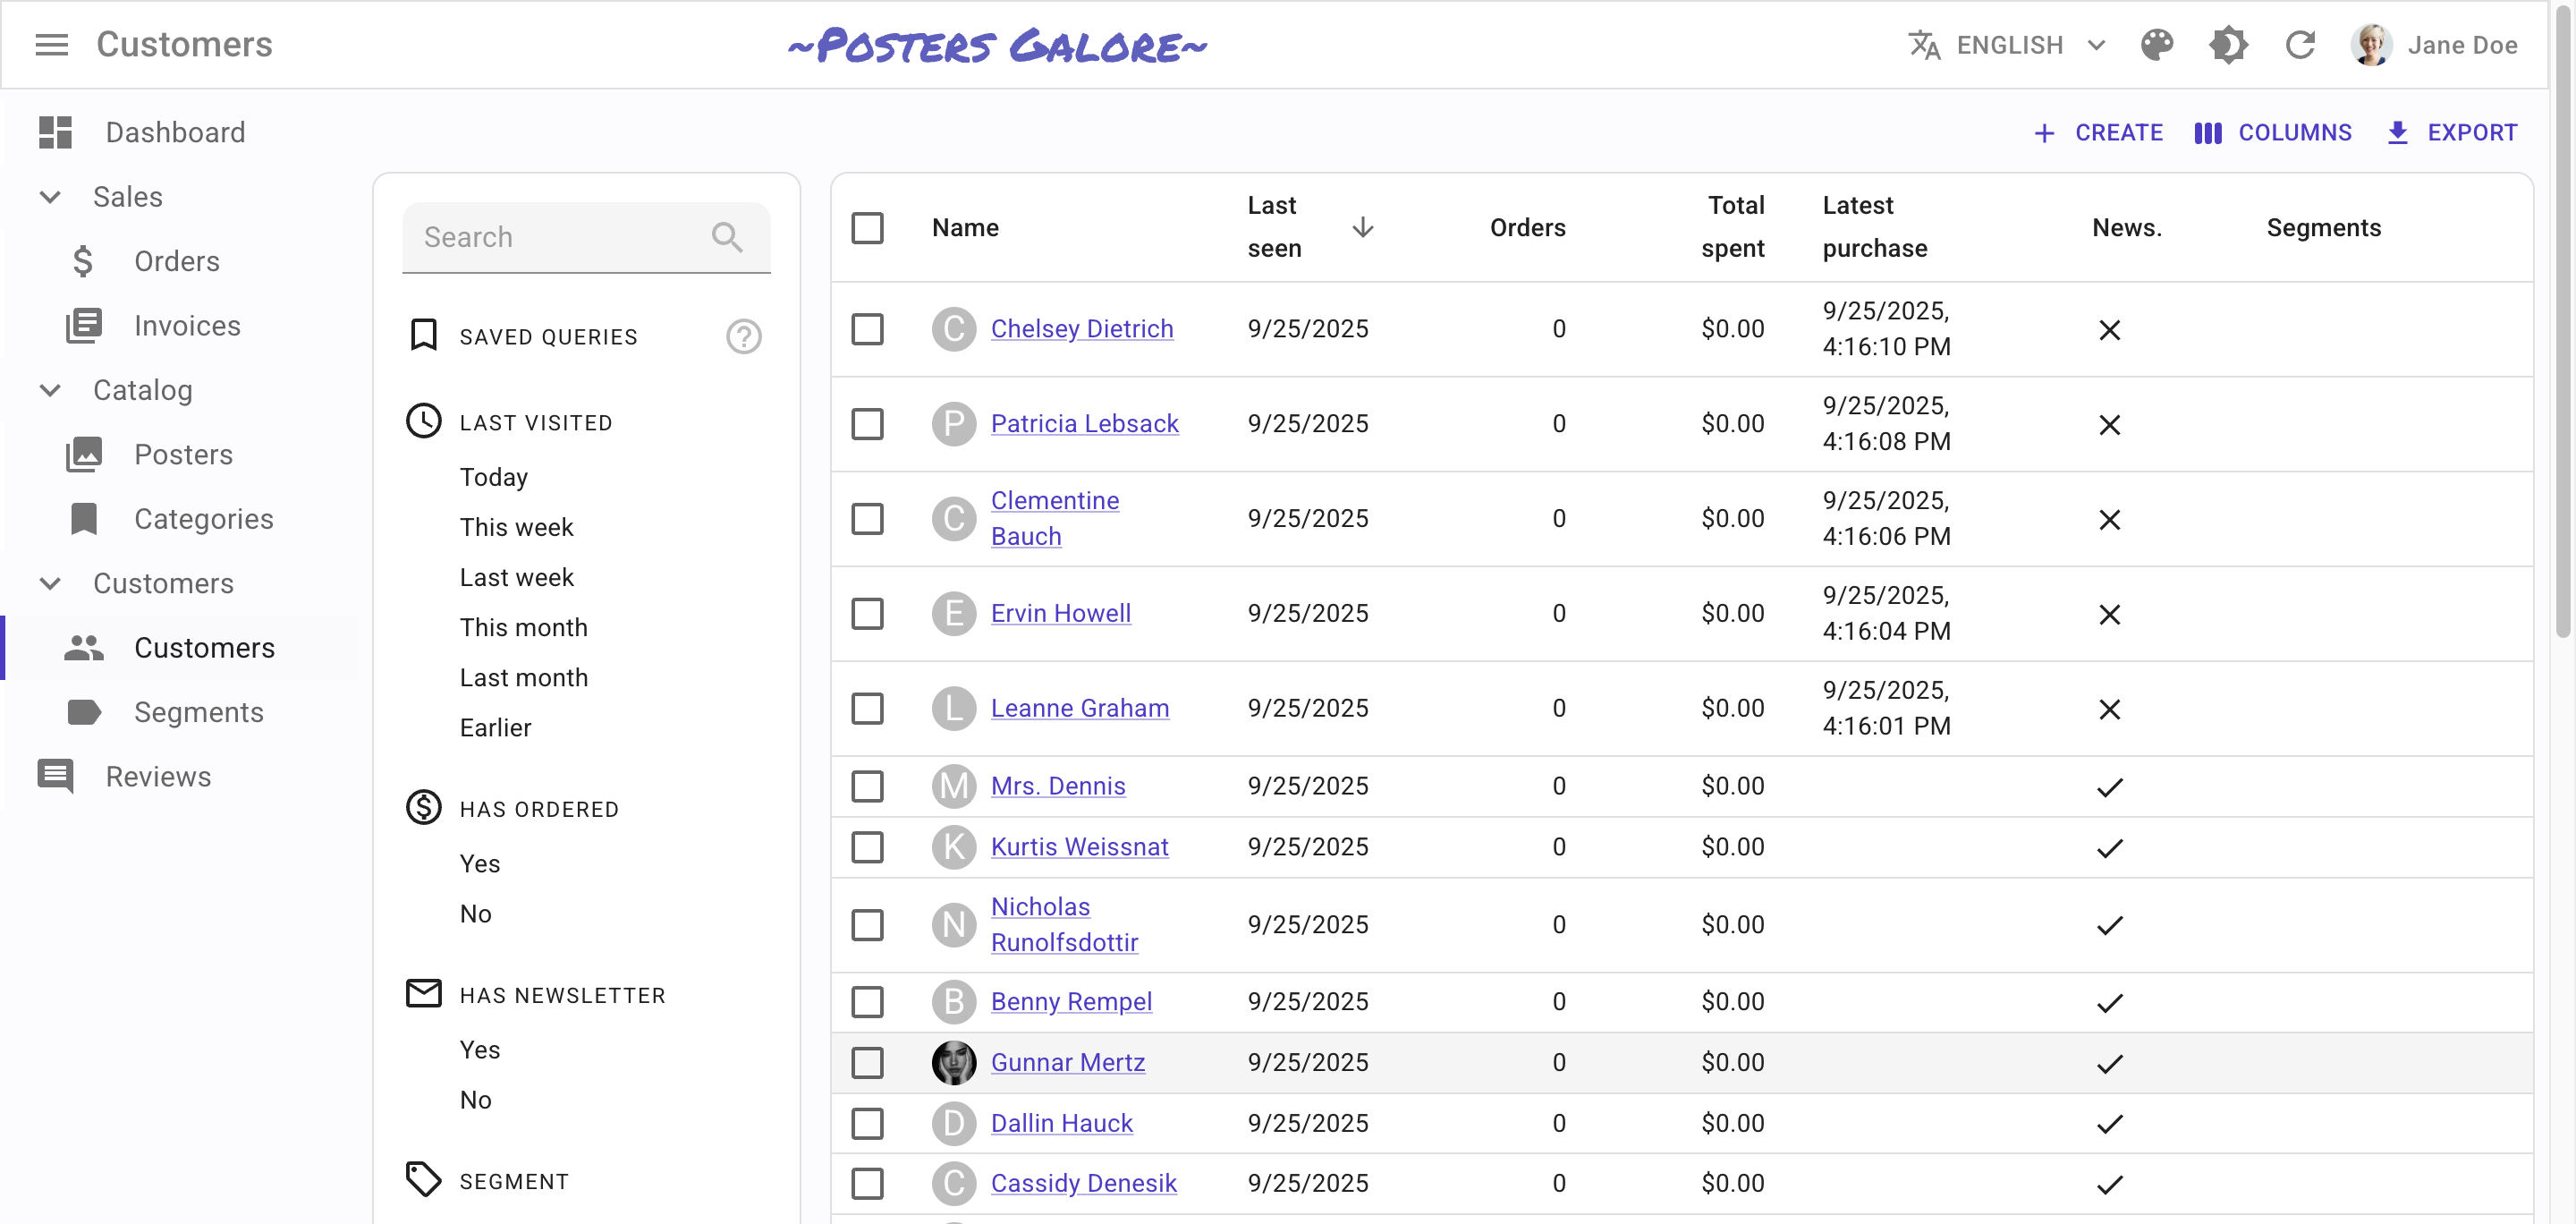 Customers
~Posters Galore~
ENGLISH
Jane Doe
Dashboard
Sales
Orders
Invoices
Catalog
Posters
Categories
Customers
Customers
Segments
Reviews
CREATE
COLUMNS
EXPORT
Search
SAVED QUERIES
?
LAST VISITED
Today
This week
Last week
This month
Last month
Earlier
HAS ORDERED
Yes
No
HAS NEWSLETTER
Yes
No
SEGMENT
Name
Last
seen
Orders
Total
spent
Latest
purchase
News.
Segments
C Chelsey Dietrich 9/25/2025 0 $0.00 9/25/2025,
4:16:10 PM
P Patricia Lebsack 9/25/2025 0 $0.00 9/25/2025,
4:16:08 PM
C Clementine
Bauch 9/25/2025 0 $0.00 9/25/2025,
4:16:06 PM
E Ervin Howell 9/25/2025 0 $0.00 9/25/2025,
4:16:04 PM
L Leanne Graham 9/25/2025 0 $0.00 9/25/2025,
4:16:01 PM
M Mrs. Dennis 9/25/2025 0 $0.00
K Kurtis Weissnat 9/25/2025 0 $0.00
N Nicholas
Runolfsdottir 9/25/2025 0 $0.00
B Benny Rempel 9/25/2025 0 $0.00
Gunnar Mertz 9/25/2025 0 $0.00
D Dallin Hauck 9/25/2025 0 $0.00
C Cassidy Denesik 9/25/2025 0 $0.00